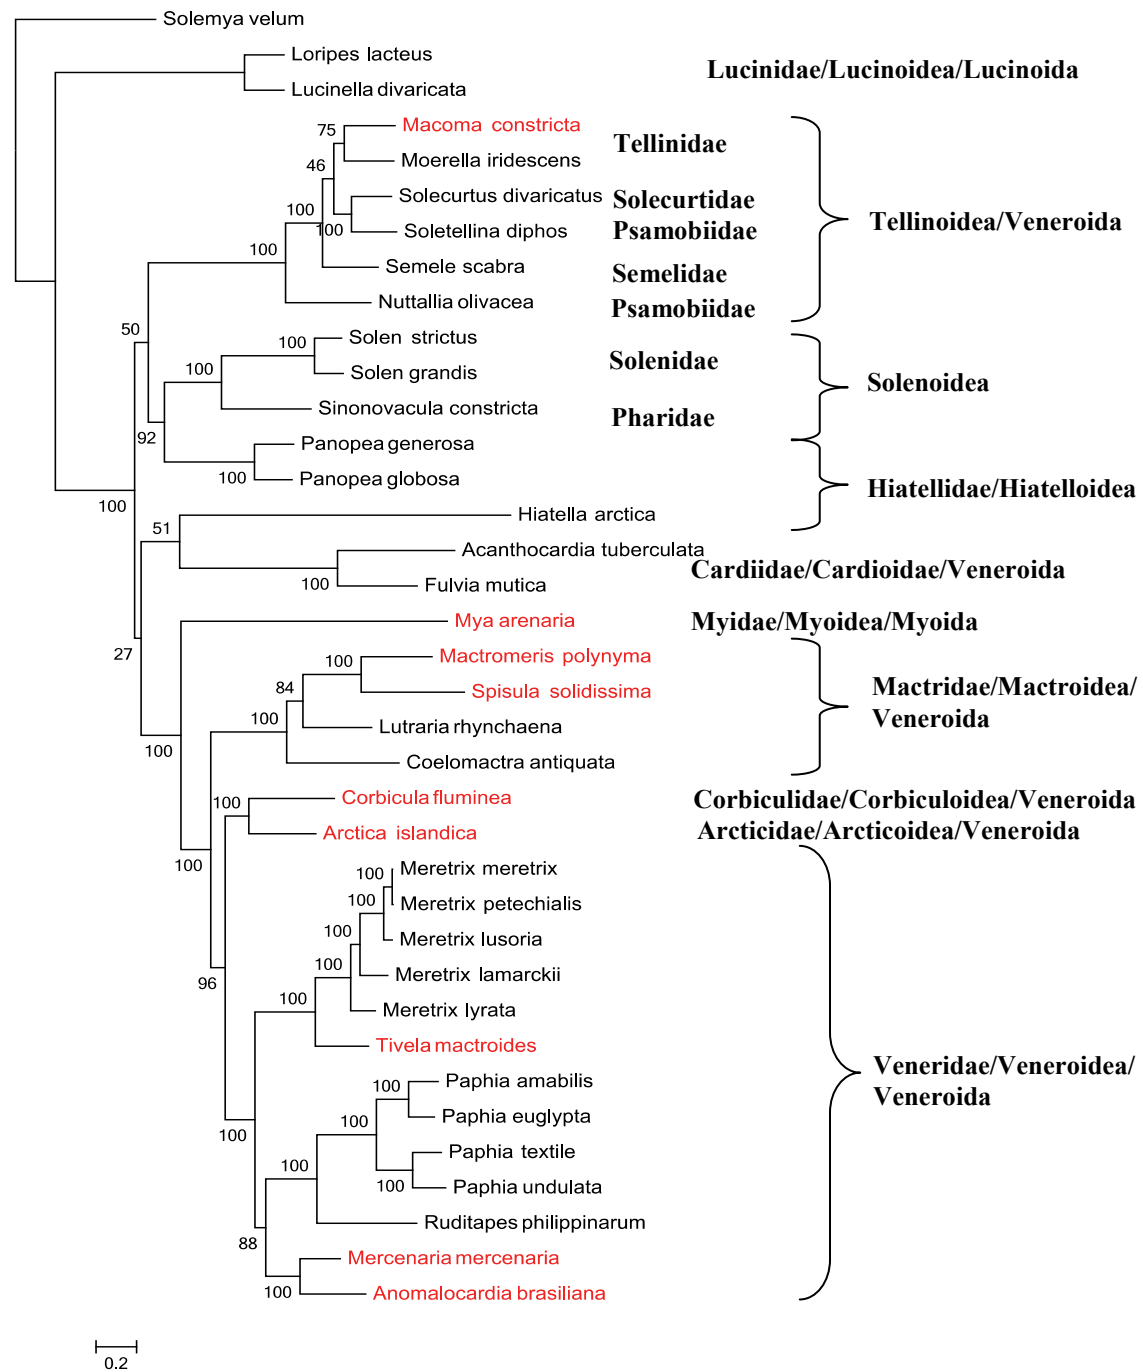 Solemya velum
Loripes lacteus
Lucinella divaricata
Lucinidae/Lucinoidea/Lucinoida
Macoma constricta
75
Tellinidae
Moerella iridescens
46
Solecurtus divaricatus
Solecurtidae
100
Soletellina diphos
100
Psamobiidae
Tellinoidea/Veneroida
100
Semele scabra
Semelidae
Nuttallia olivacea
Psamobiidae
50
Solen strictus
100
Solenidae
100
Solen grandis
Solenoidea
Sinonovacula constricta
Pharidae
92
Panopea generosa
100
Panopea globosa
Hiatellidae/Hiatelloidea
100
Hiatella arctica
51
Acanthocardia tuberculata
Cardiidae/Cardioidae/Veneroida
100
Fulvia mutica
Mya arenaria
Myidae/Myoidea/Myoida
27
Mactromeris polynyma
100
84
Spisula solidissima
Mactridae/Mactroidea/
Veneroida
100
Lutraria rhynchaena
100
Coelomactra antiquata
Corbicula fluminea
Corbiculidae/Corbiculoidea/Veneroida
100
Arctica islandica
Arcticidae/Arcticoidea/Veneroida
100
Meretrix meretrix
100
100
Meretrix petechialis
100
Meretrix lusoria
100
Meretrix lamarckii
96
100
Meretrix lyrata
Tivela mactroides
Veneridae/Veneroidea/
Veneroida
Paphia amabilis
100
Paphia euglypta
100
100
Paphia textile
100
Paphia undulata
100
Ruditapes philippinarum
88
Mercenaria mercenaria
100
Anomalocardia brasiliana
0.2